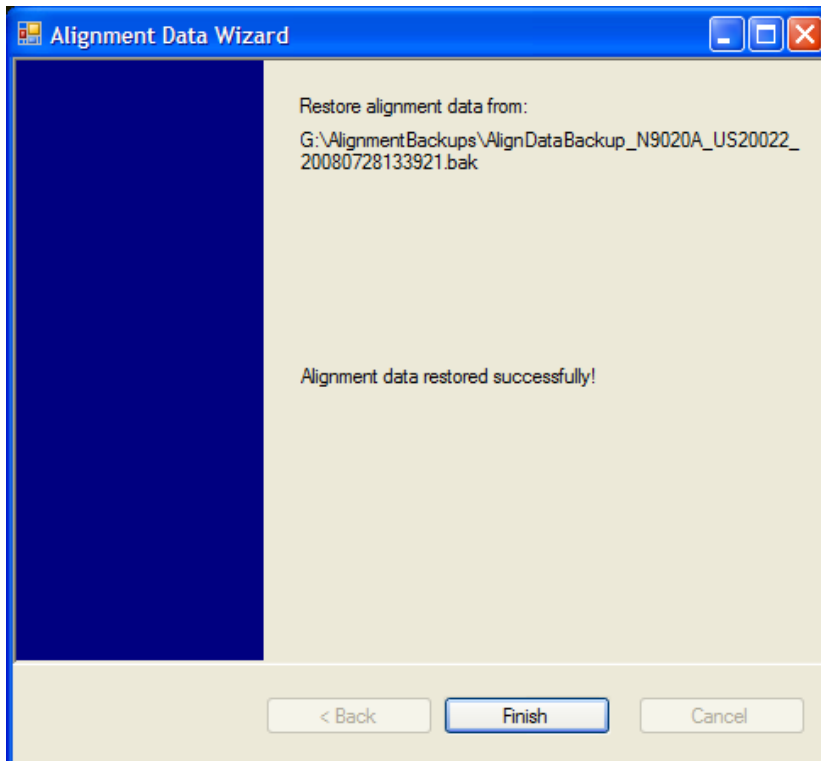 Alignment Data Wizard
Restore alignment data from:
G:\AlignmentBackups\AlignDataBackup_N9020A_US20022_
20080728133921.bak
Alignment data restored successfully!
< Back
Finish
Cancel